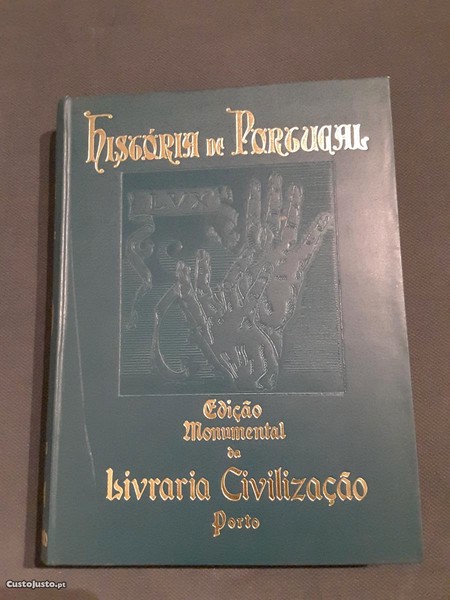 História de Portugal
LVX
Edição
Monumental
da
Livraria Civilização
Porto
CustoJusto.pt